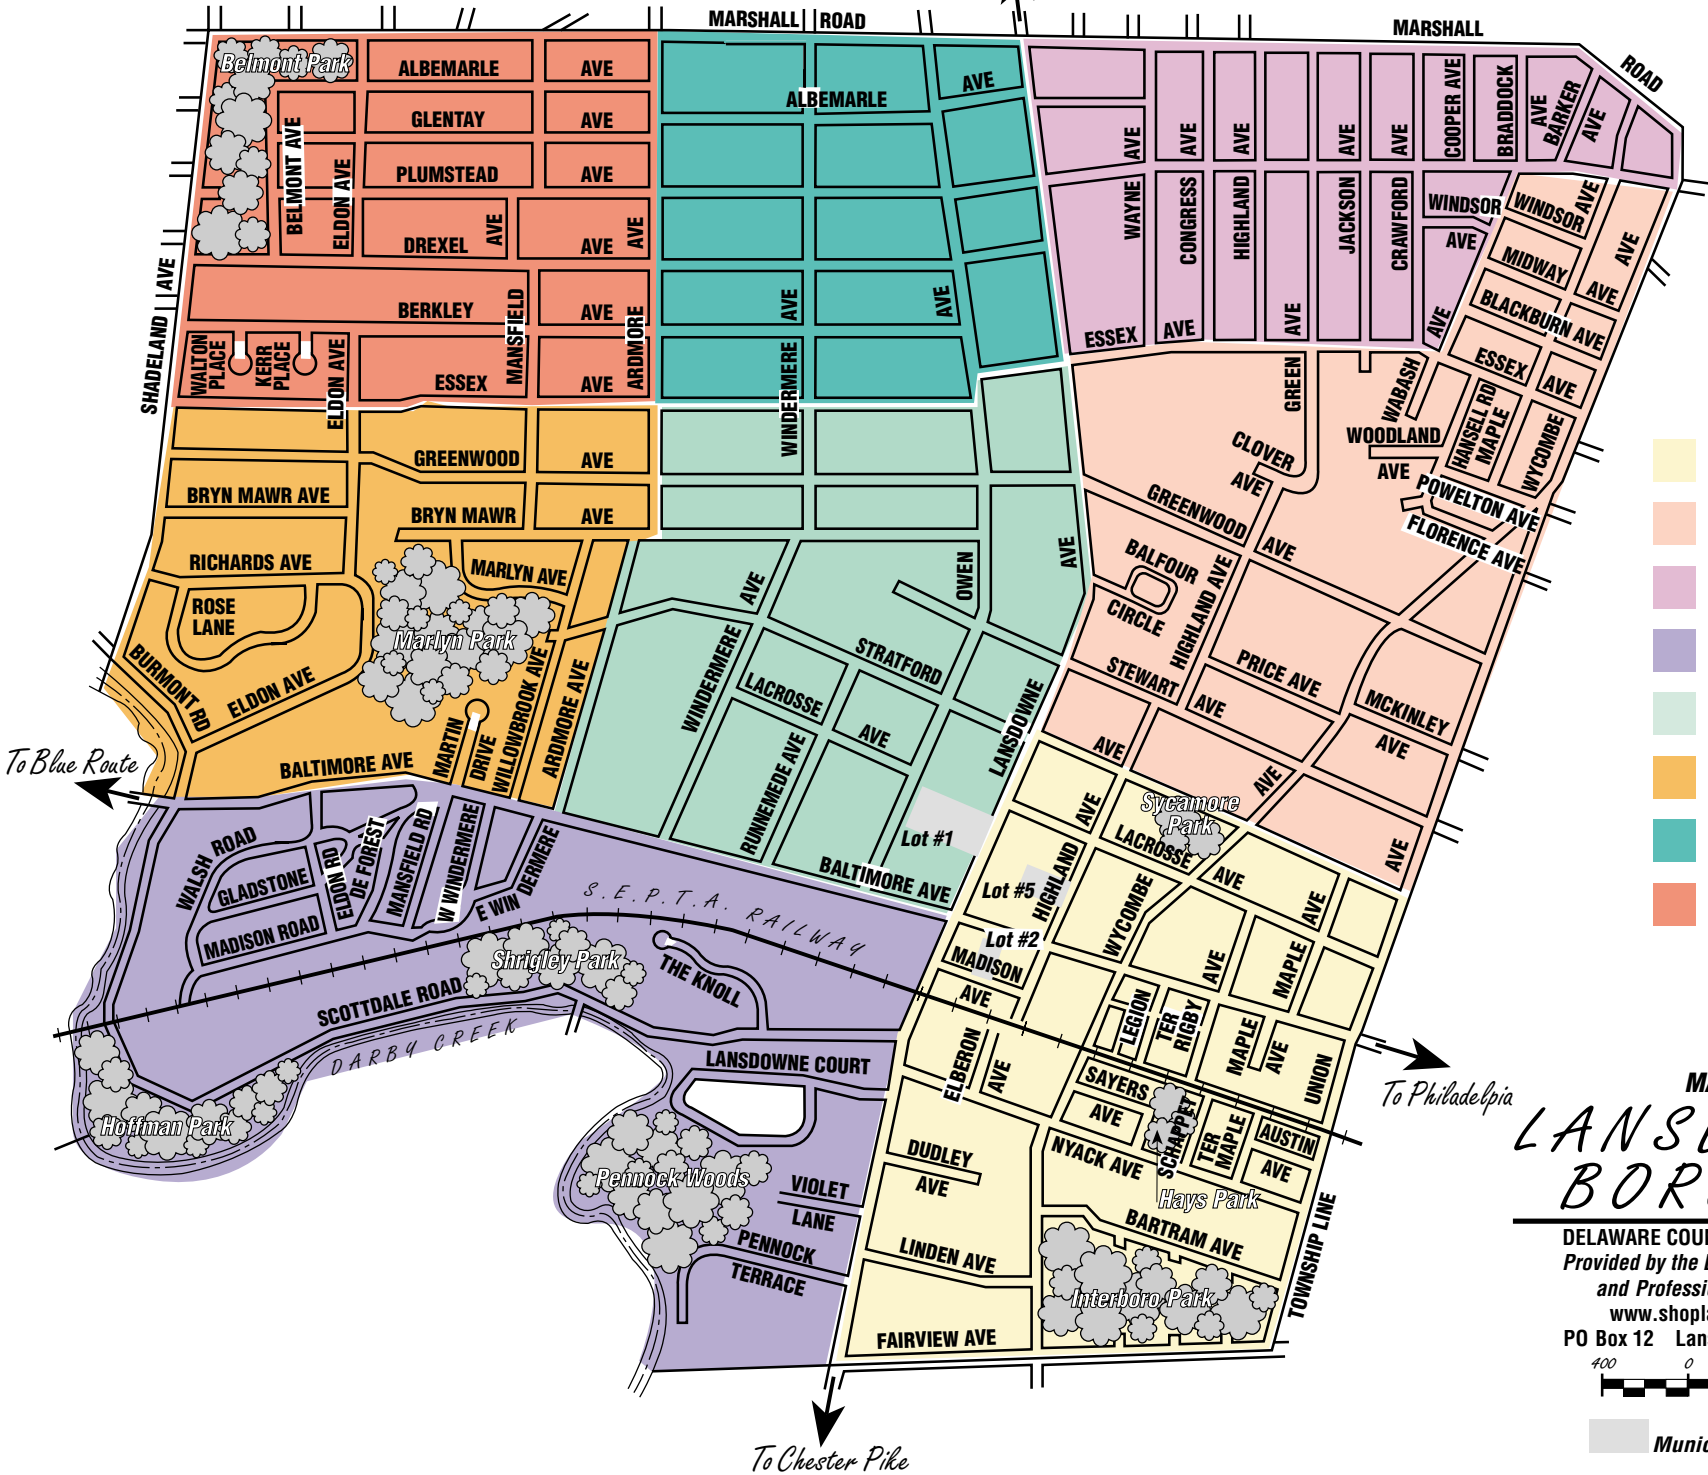 MARSHALL ROAD
MARSHALL
ROAD
Belmont Park
ALBEMARLE AVE
ALBEMARLE
AVE
GLENTAY AVE
PLUMSTEAD AVE
BELMONT AVE
ELDON AVE
DREXEL AVE
AVE
AVE
BERKLEY AVE
MANSFIELD
ARDMORE
AVE
AVE
WINDERMERE
SHADELAND AVE
WALTON
PLACE
KERR
PLACE
ELDON AVE
ESSEX AVE
WAYNE
AVE
CONGRESS
AVE
HIGHLAND
AVE
AVE
JACKSON
AVE
CRAWFORD
AVE
COOPER AVE
BRADDOCK
AVE
BARKER
AVE
WINDSOR
AVE
AVE
ESSEX AVE
WINDSOR
AVE
AVE
MIDWAY
AVE
BLACKBURN AVE
ESSEX
AVE
GREEN
WABASH
HANSELL RD
MAPLE
WYCOMBE
WOODLAND
AVE
POWELTON AVE
FLORENCE AVE
CLOVER
AVE
GREENWOOD
AVE
GREENWOOD AVE
BRYN MAWR AVE
BRYN MAWR AVE
RICHARDS AVE
MARLYN AVE
ROSE
LANE
Marlyn Park
BURMONT RD
ELDON AVE
BALTIMORE AVE
MARTIN
DRIVE
WILLOWBROOK AVE
ARDMORE AVE
AVE
WINDERMERE
OWEN
AVE
STRATFORD
LACROSSE
AVE
RUNNEMEDE AVE
LANSDOWNE
BALTIMORE AVE
Lot #1
BALFOUR
CIRCLE
HIGHLAND AVE
STEWART
AVE
PRICE AVE
MCKINLEY
AVE
AVE
AVE
AVE
To Blue Route
WALSH ROAD
GLADSTONE
MADISON ROAD
ELDON RD
DE FOREST
MANSFIELD RD
W WINDERMERE
E WIN
DERMERE
S.E.P.T.A. RAILWAY
Shrigley Park
THE KNOLL
SCOTTDALE ROAD
DARBY CREEK
Hoffman Park
LANSDOWNE COURT
Pennock Woods
VIOLET
LANE
PENNOCK
TERRACE
Sycamore
Park
LACROSSE
AVE
AVE
HIGHLAND
Lot #5
Lot #2
MADISON
AVE
WYCOMBE
AVE
AVE
MAPLE
LEGION
TER
RIGBY
MAPLE
AVE
UNION
ELBERON
AVE
SAYERS
AVE
SCHAPPET
TER
MAPLE
AUSTIN
AVE
DUDLEY
AVE
NYACK AVE
Hays Park
LINDEN AVE
BARTRAM AVE
Interboro Park
TOWNSHIP LINE
FAIRVIEW AVE
To Chester Pike
To Philadelpia
LANS
BOR
DELAWARE COU
Provided by the
and Professi
www.shopla
PO Box 12 Lan
400 0
Munic